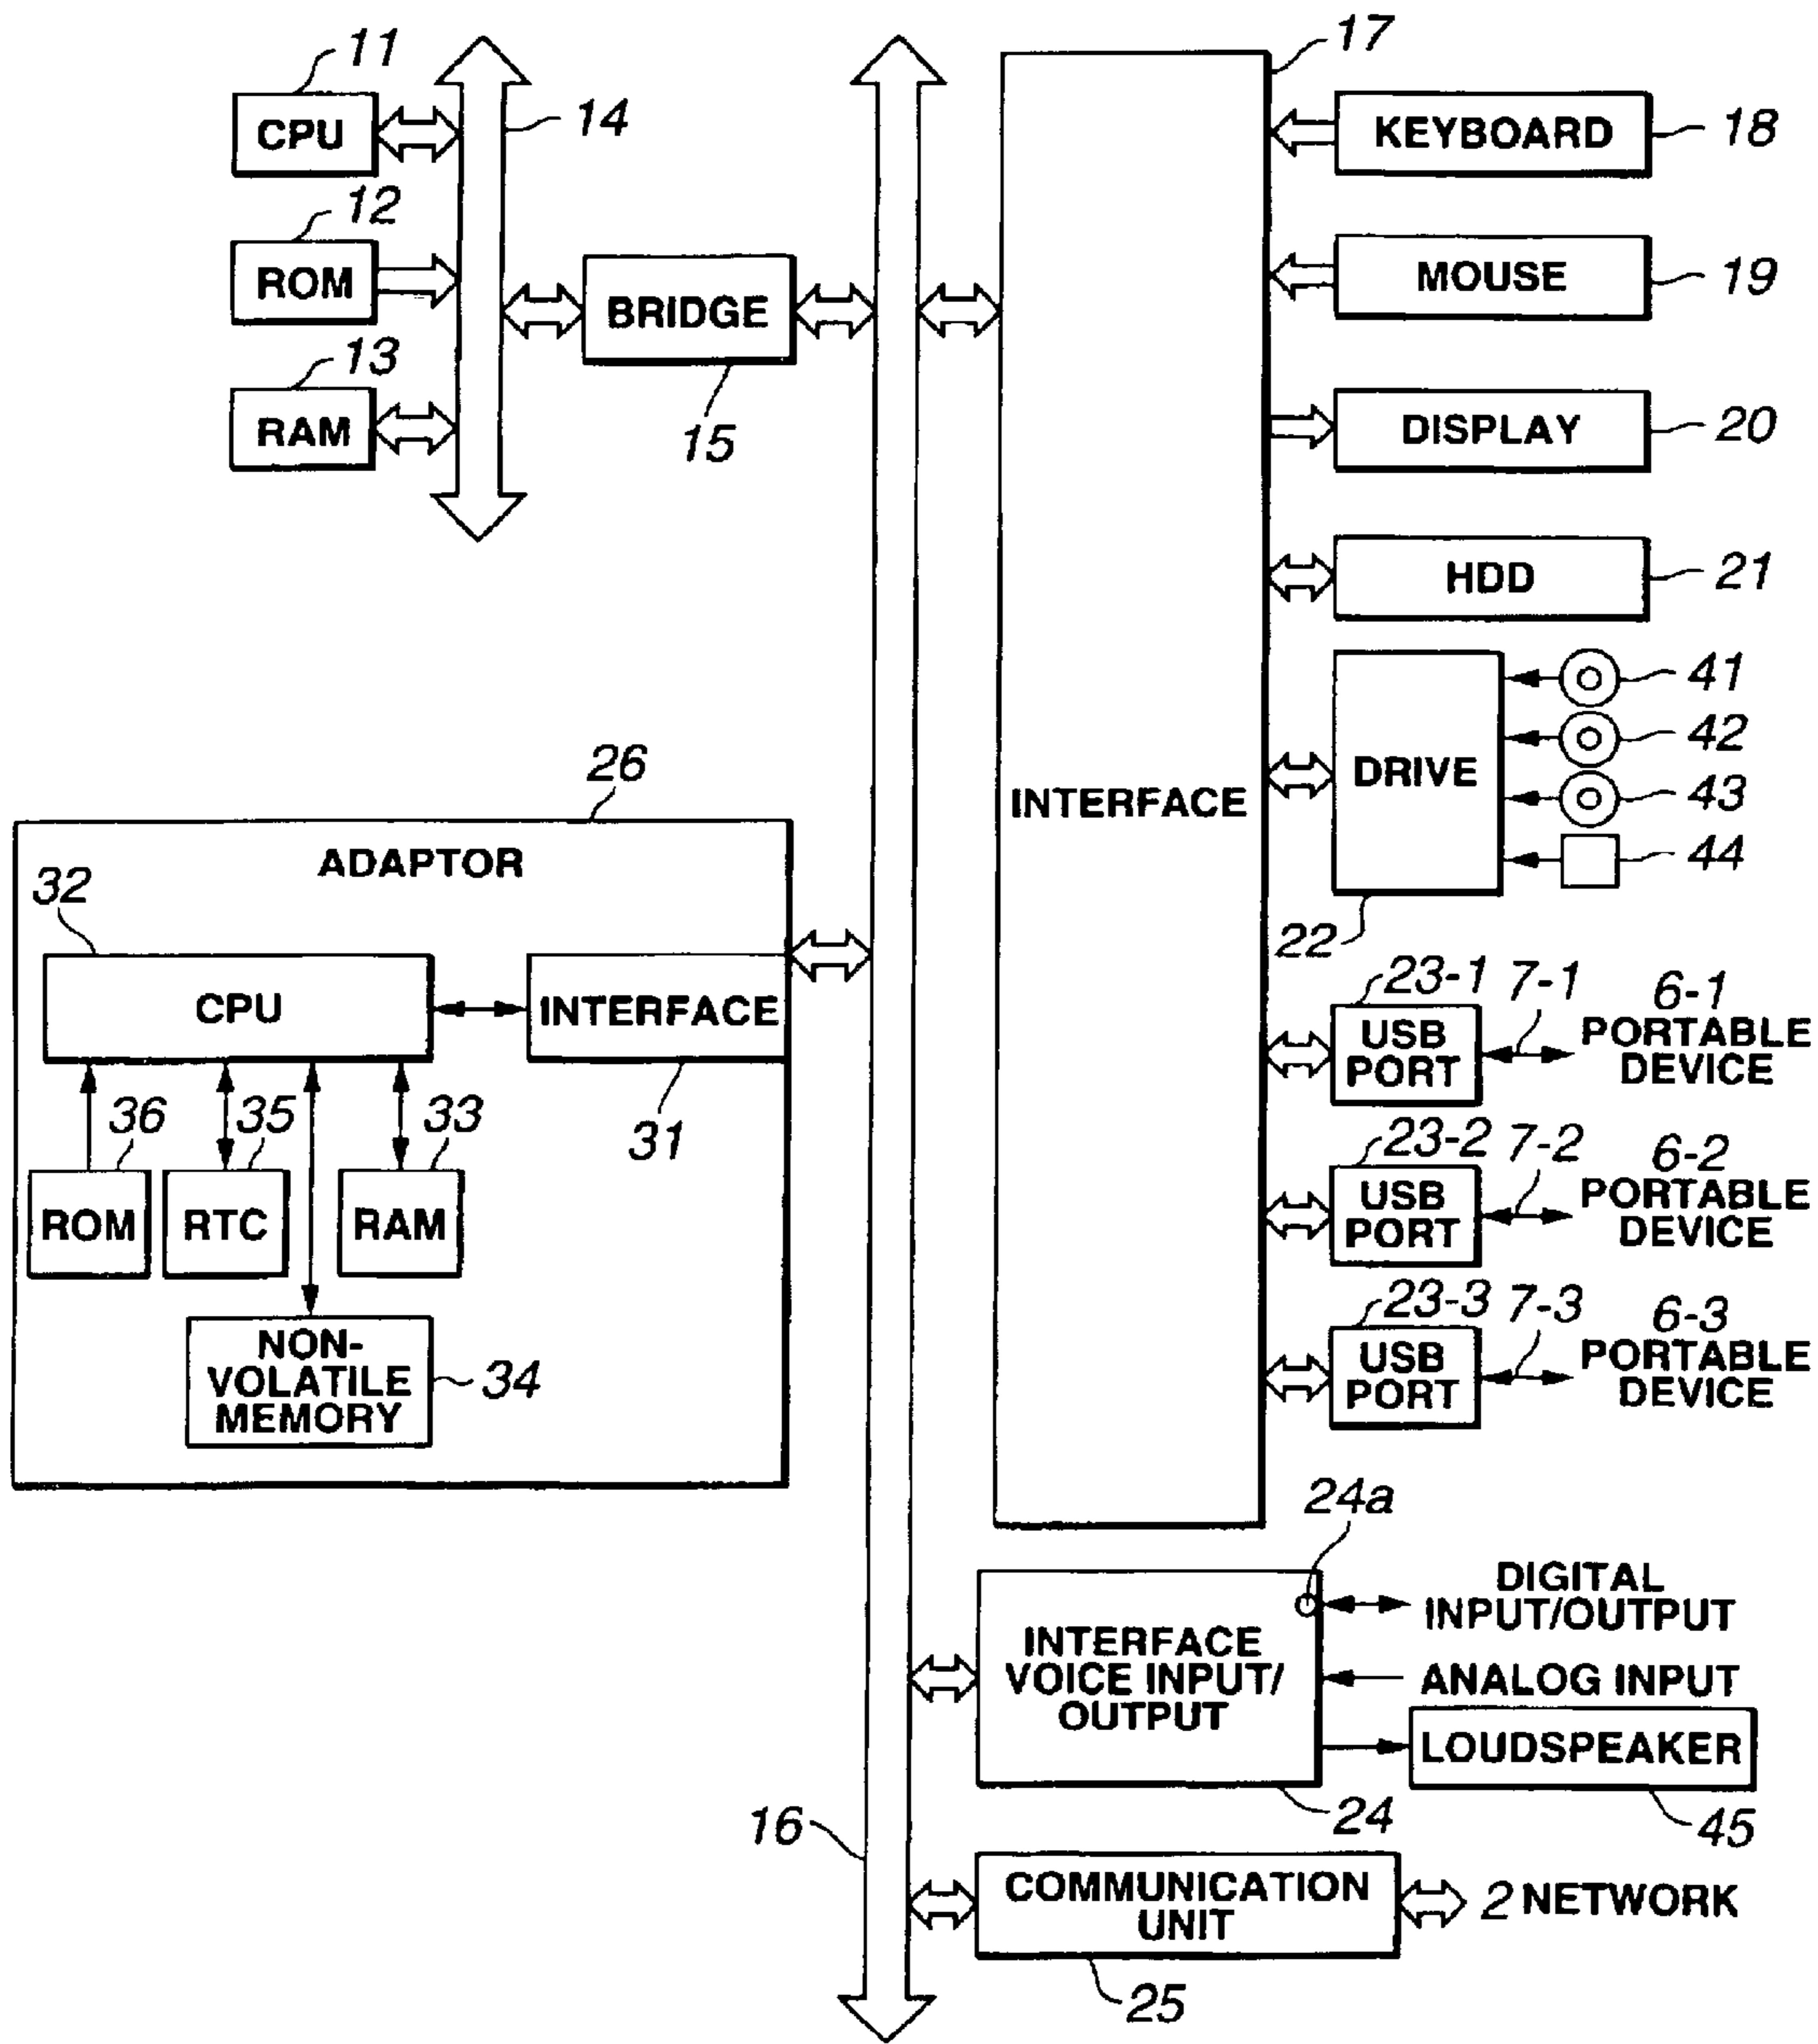 11
CPU
14
12
ROM
13
RAM
BRIDGE
15
17
KEYBOARD
18
MOUSE
19
DISPLAY
20
HDD
21
INTERFACE
DRIVE
41
42
43
44
22
26
ADAPTOR
32
CPU
INTERFACE
31
36
35
33
ROM
RTC
RAM
NON-
VOLATILE
MEMORY
34
23-1
7-1
6-1
USB
PORT
PORTABLE
DEVICE
23-2
7-2
6-2
USB
PORT
PORTABLE
DEVICE
23-3
7-3
6-3
USB
PORT
PORTABLE
DEVICE
24a
DIGITAL
INPUT/OUTPUT
INTERFACE
VOICE INPUT/
OUTPUT
ANALOG INPUT
LOUDSPEAKER
24
45
16
COMMUNICATION
UNIT
2 NETWORK
25